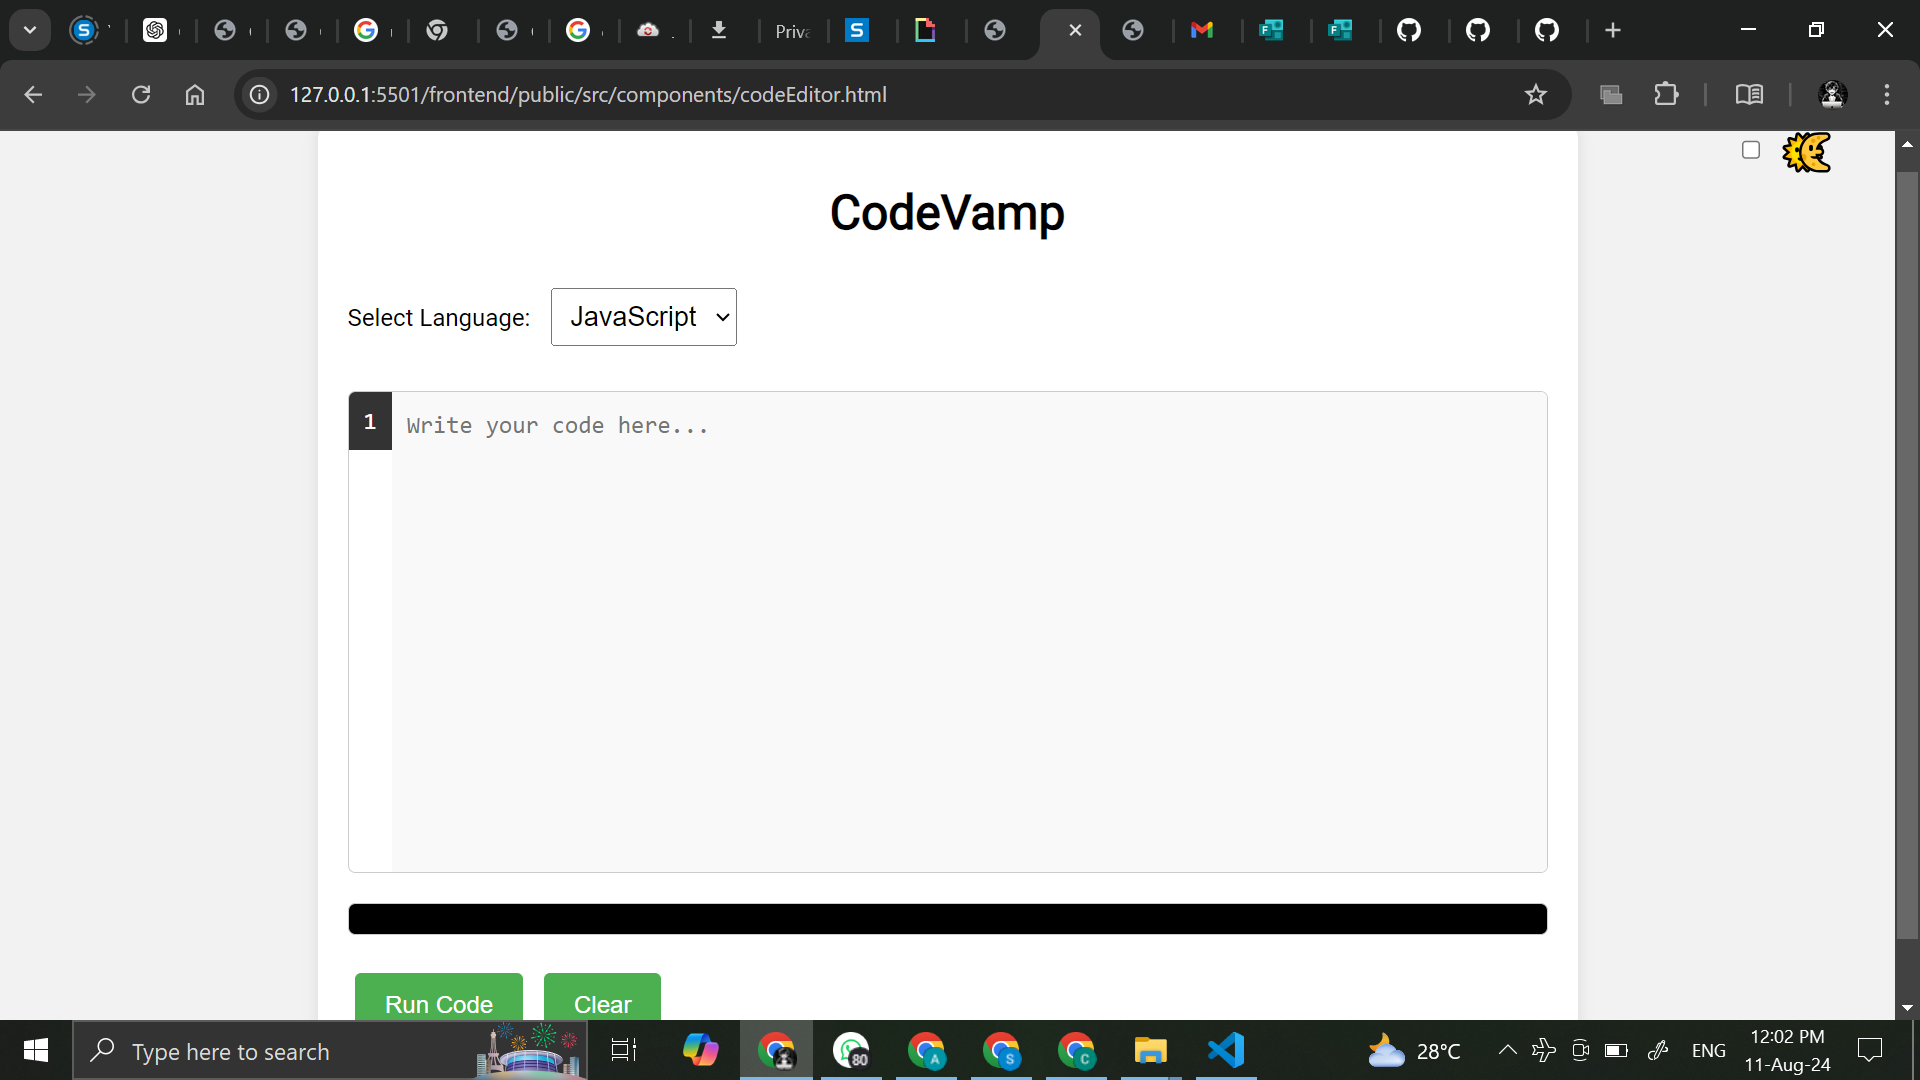 Priva
127.0.0.1:5501/frontend/public/src/components/codeEditor.html
CodeVamp
Select Language:
JavaScript
1
Write your code here...
Run Code
Clear
Type here to search
80
A
S
C
28°C
ENG
12:02 PM
11-Aug-24